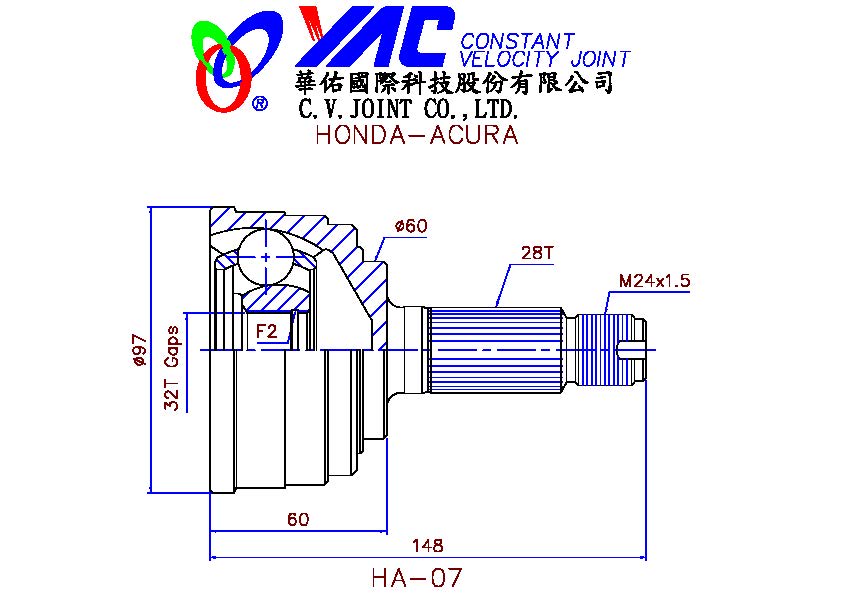 YAC CONSTANT
VELOCITY JOINT
®
華佑國際科技股份有限公司
C.V.JOINT CO.,LTD.
HONDA-ACURA
ø60
28T
M24x1.5
F2
ø97
32T Gaps
60
148
HA-07